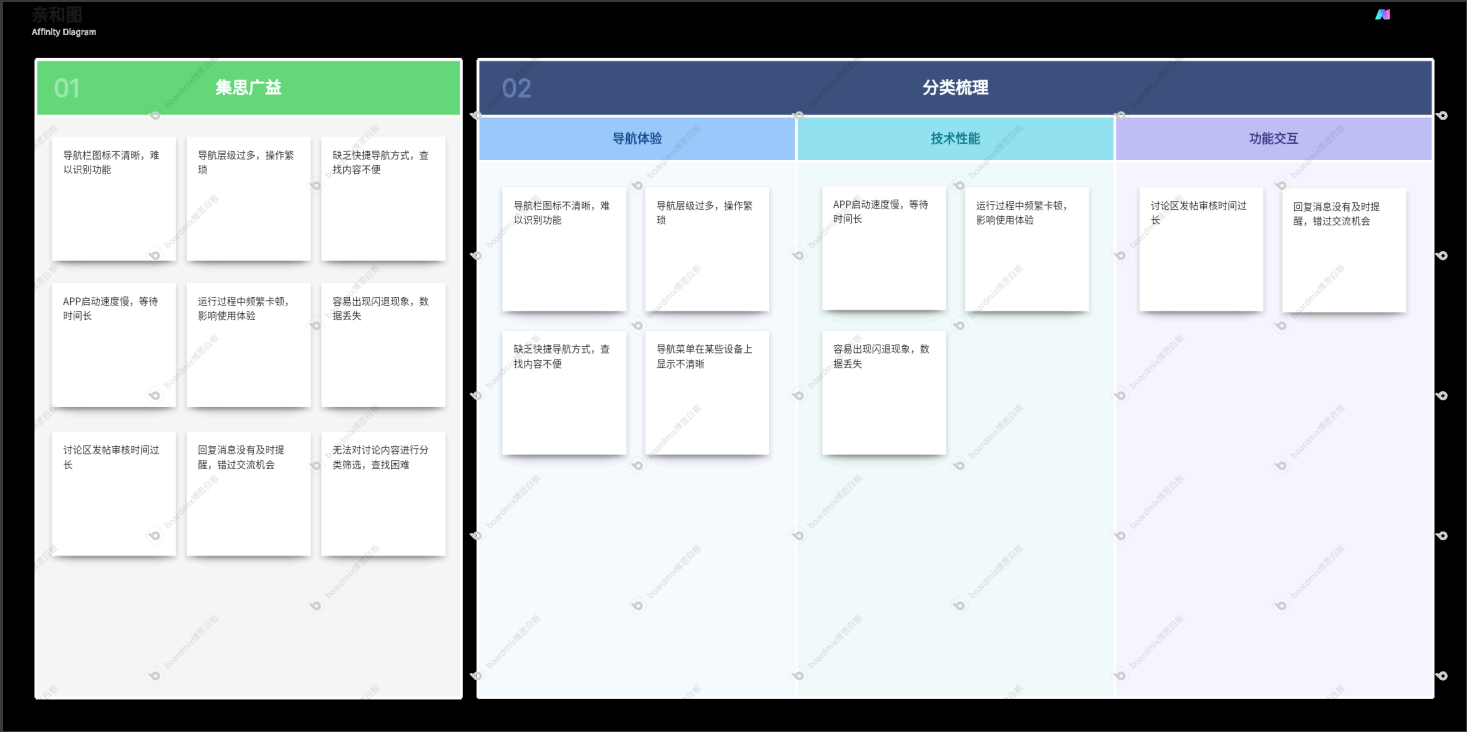 亲和图
Affinity Diagram
01
集思广益
导航栏图标不清晰，难
以识别功能
导航层级过多，操作繁
琐
缺乏快捷导航方式，查
找内容不便
APP启动速度慢，等待
时间长
运行过程中频繁卡顿，
影响使用体验
容易出现闪退现象，数
据丢失
讨论区发帖审核时间过
长
回复消息没有及时提
醒，错过交流机会
无法对讨论内容进行分
类筛选，查找困难
02
分类梳理
导航体验
导航栏图标不清晰，难
以识别功能
导航层级过多，操作繁
琐
缺乏快捷导航方式，查
找内容不便
导航菜单在某些设备上
显示不清晰
技术性能
APP启动速度慢，等待
时间长
运行过程中频繁卡顿，
影响使用体验
容易出现闪退现象，数
据丢失
功能交互
讨论区发帖审核时间过
长
回复消息没有及时提
醒，错过交流机会
boardmix博思白板